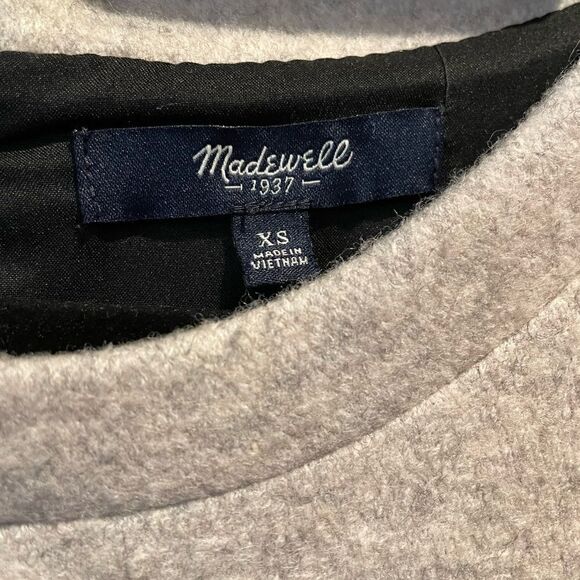 Madewell
— 1937 —
XS
MADE IN
VIETNAM